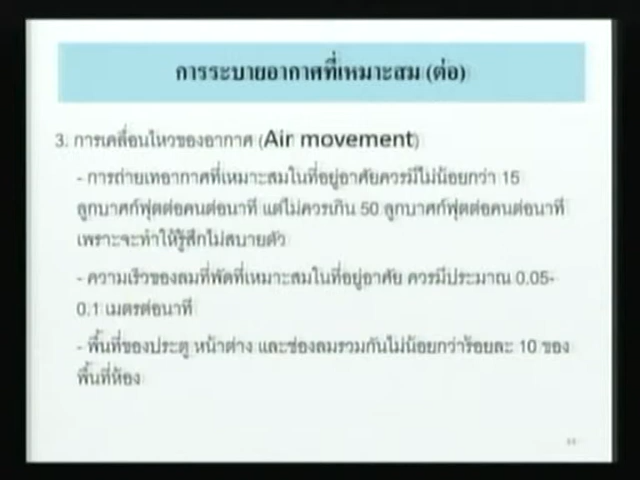 การระบายอากาศที่เหมาะสม (ต่อ)
3. การเคลื่อนไหวของอากาศ (Air movement)
- การถ่ายเทอากาศที่เหมาะสมในที่อยู่อาศัยควรมีไม่น้อยกว่า 15
ลูกบาศก์ฟุตต่อคนต่อนาที แต่ไม่ควรเกิน 50 ลูกบาศก์ฟุตต่อคนต่อนาที
เพราะจะทำให้รู้สึกไม่สบายตัว
- ความเร็วของลมที่พัดที่เหมาะสมในที่อยู่อาศัย ควรมีประมาณ 0.05-
0.1 เมตรต่อนาที
- พื้นที่ของประตู หน้าต่าง และช่องลมรวมกันไม่น้อยกว่าร้อยละ 10 ของ
พื้นที่ห้อง